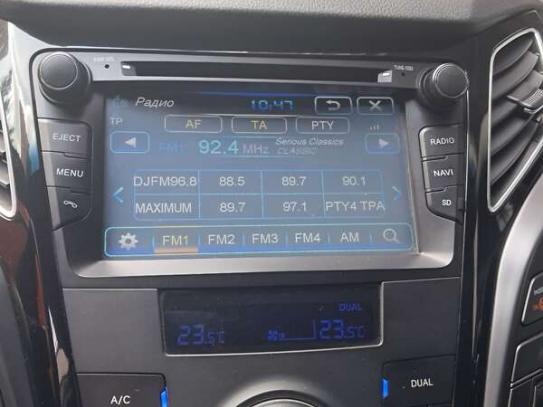 Радио 10:47
TP AF TA PTY
FM1 92.4 MHz Serious Classics
CLASSIC
DJFM96.8 88.5 89.7 90.1
MAXIMUM 89.7 97.1 PTY4 TPA
FM1 FM2 FM3 FM4 AM
EJECT
MENU
RADIO
NAVI
SD
DUAL
23.5°C 23.5°C
A/C
DUAL